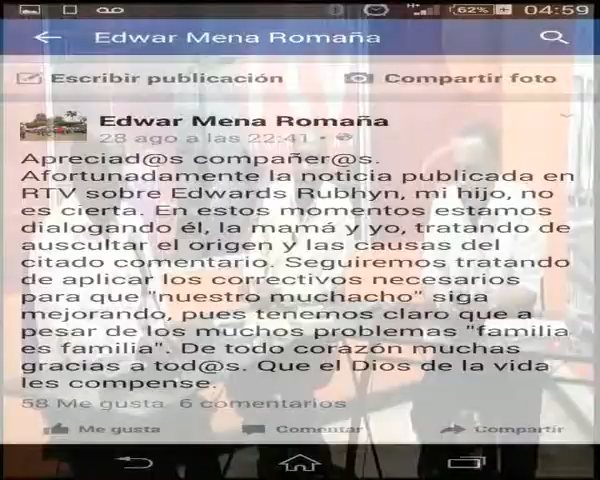 62% 04:59
Edwar Mena Romaña
Escribir publicación Compartir foto
Edwar Mena Romaña
28 ago a las 22:41 •
Apreciad@s compañer@s.
Afortunadamente la noticia publicada en
RTV sobre Edwards Rubhyn, mi hijo, no
es cierta. En estos momentos estamos
dialogando él, la mamá y yo, tratando de
auscultar el origen y las causas del
citado comentario. Seguiremos tratando
de aplicar los correctivos necesarios
para que "nuestro muchacho" siga
mejorando, pues tenemos claro que a
pesar de los muchos problemas "familia
es familia". De todo corazón muchas
gracias a tod@s. Que el Dios de la vida
les compense.
58 Me gusta 6 comentarios
Me gusta Comentar Compartir